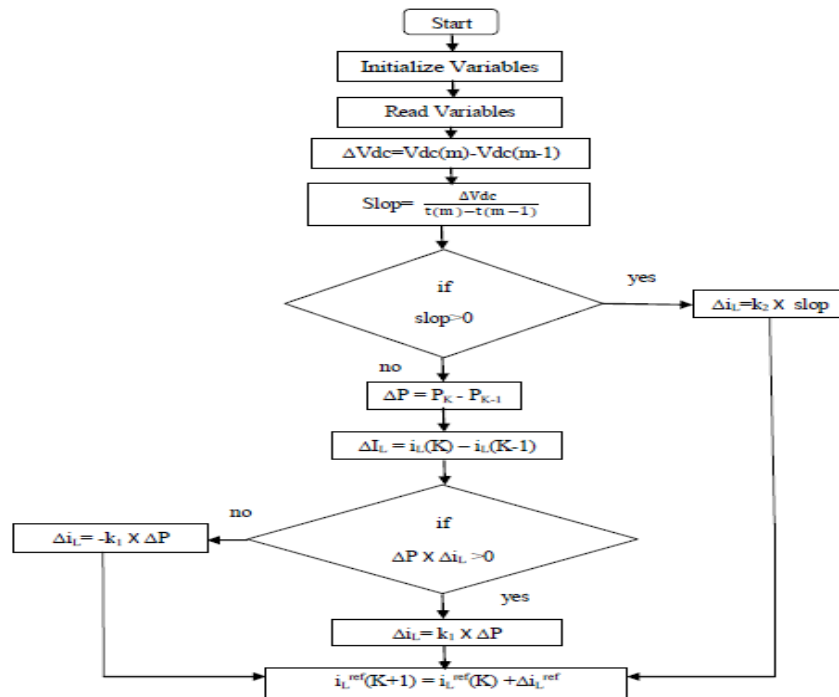 Start
Initialize Variables
Read Variables
ΔVdc=Vdc(m)-Vdc(m-1)
Slop= ΔVdc / t(m)−t(m−1)
if
slop>0
yes
Δi_L=k_2 X slop
no
ΔP = P_K - P_K-1
ΔI_L = i_L(K) – i_L(K-1)
if
ΔP X Δi_L >0
no
Δi_L= -k_1 X ΔP
yes
Δi_L= k_1 X ΔP
i_L^ref(K+1) = i_L^ref(K) +Δi_L^ref